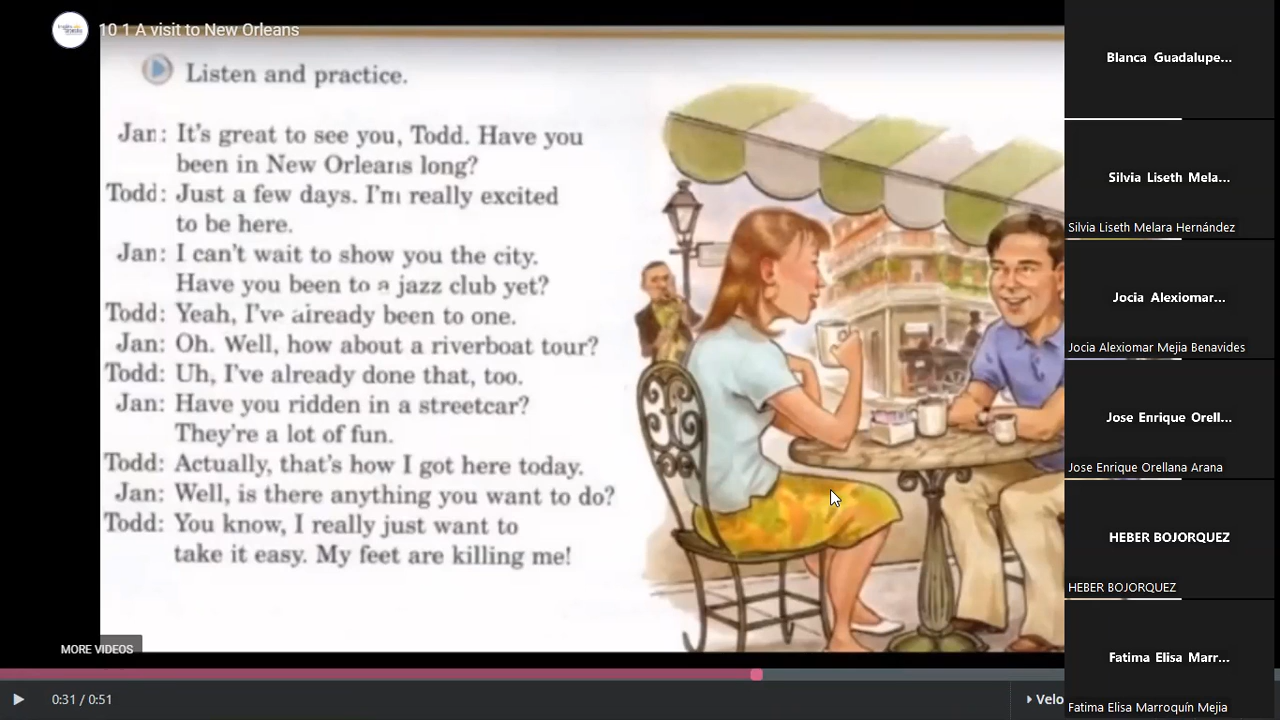 10 1 A visit to New Orleans
Listen and practice.
Jan: It's great to see you, Todd. Have you
been in New Orleans long?
Todd: Just a few days. I'm really excited
to be here.
Jan: I can't wait to show you the city.
Have you been to a jazz club yet?
Todd: Yeah, I've already been to one.
Jan: Oh. Well, how about a riverboat tour?
Todd: Uh, I've already done that, too.
Jan: Have you ridden in a streetcar?
They're a lot of fun.
Todd: Actually, that's how I got here today.
Jan: Well, is there anything you want to do?
Todd: You know, I really just want to
take it easy. My feet are killing me!
MORE VIDEOS
0:31 / 0:51
Velo
Blanca Guadalupe...
Silvia Liseth Mela...
Silvia Liseth Melara Hernández
Jocia Alexiomar...
Jocia Alexiomar Mejia Benavides
Jose Enrique Orell...
Jose Enrique Orellana Arana
HEBER BOJORQUEZ
HEBER BOJORQUEZ
Fatima Elisa Marr...
Fatima Elisa Marroquín Mejia